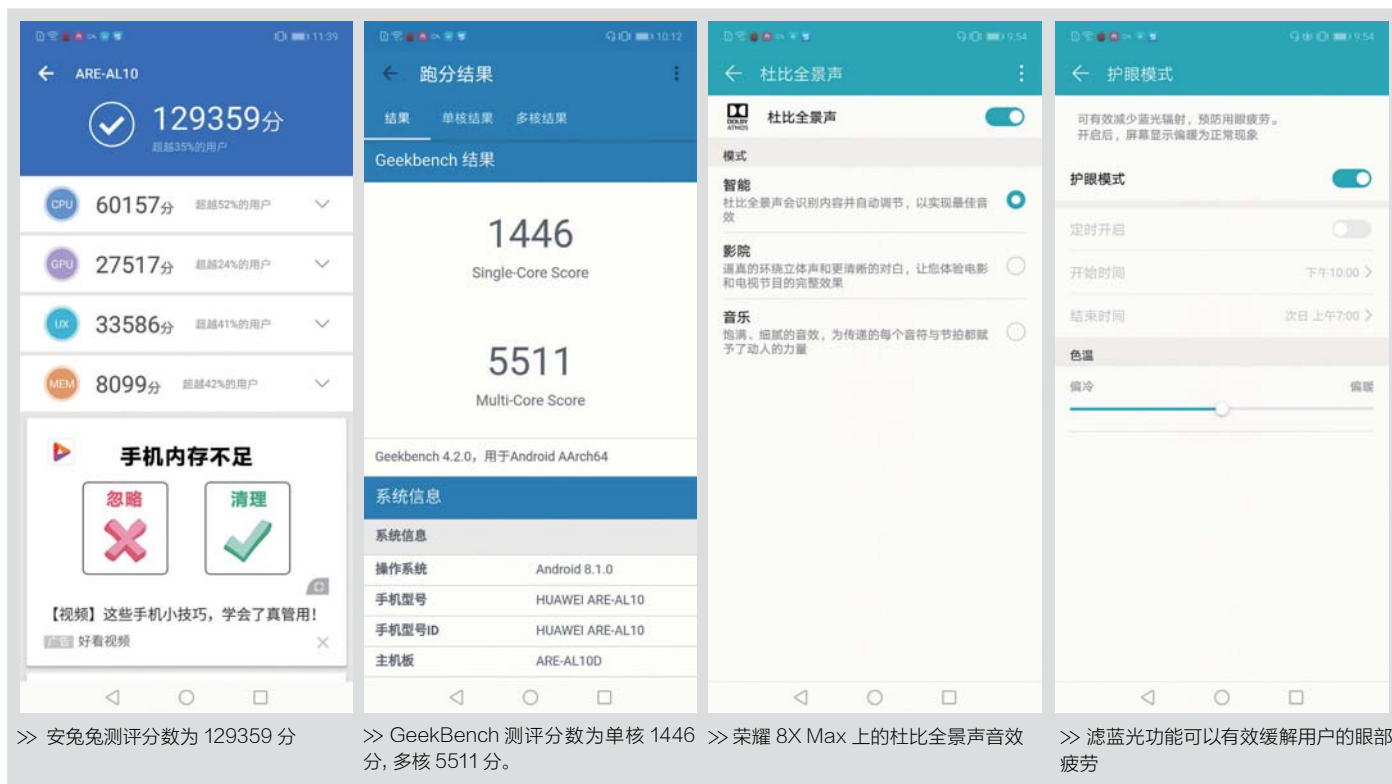 11:39
ARE-AL10
129359分
超越35%的用户
CPU 60157分 超越52%的用户
GPU 27517分 超越24%的用户
UX 33586分 超越41%的用户
MEM 8099分 超越42%的用户
手机内存不足
忽略 清理
【视频】这些手机小技巧，学会了真管用！
广告 好看视频
>> 安兔兔测评分数为 129359 分
10:12
跑分结果
结果 单核结果 多核结果
Geekbench 结果
1446
Single-Core Score
5511
Multi-Core Score
Geekbench 4.2.0，用于Android AArch64
系统信息
系统信息
操作系统 Android 8.1.0
手机型号 HUAWEI ARE-AL10
手机型号ID HUAWEI ARE-AL10
主机板 ARE-AL10D
>> GeekBench 测评分数为单核 1446
分, 多核 5511 分。
9:54
杜比全景声
DOLBY ATMOS 杜比全景声
模式
智能
杜比全景声会识别内容并自动调节，以实现最佳音
效
影院
逼真的环绕立体声和更清晰的对白，让您体验电影
和电视节目的完整效果
音乐
饱满、细腻的音效，为传递的每个音符与节拍都赋
予了动人的力量
>> 荣耀 8X Max 上的杜比全景声音效
9:54
护眼模式
可有效减少蓝光辐射，预防用眼疲劳。
开启后，屏幕显示偏暖为正常现象
护眼模式
定时开启
开始时间 下午10:00
结束时间 次日 上午7:00
色温
偏冷 偏暖
>> 滤蓝光功能可以有效缓解用户的眼部
疲劳